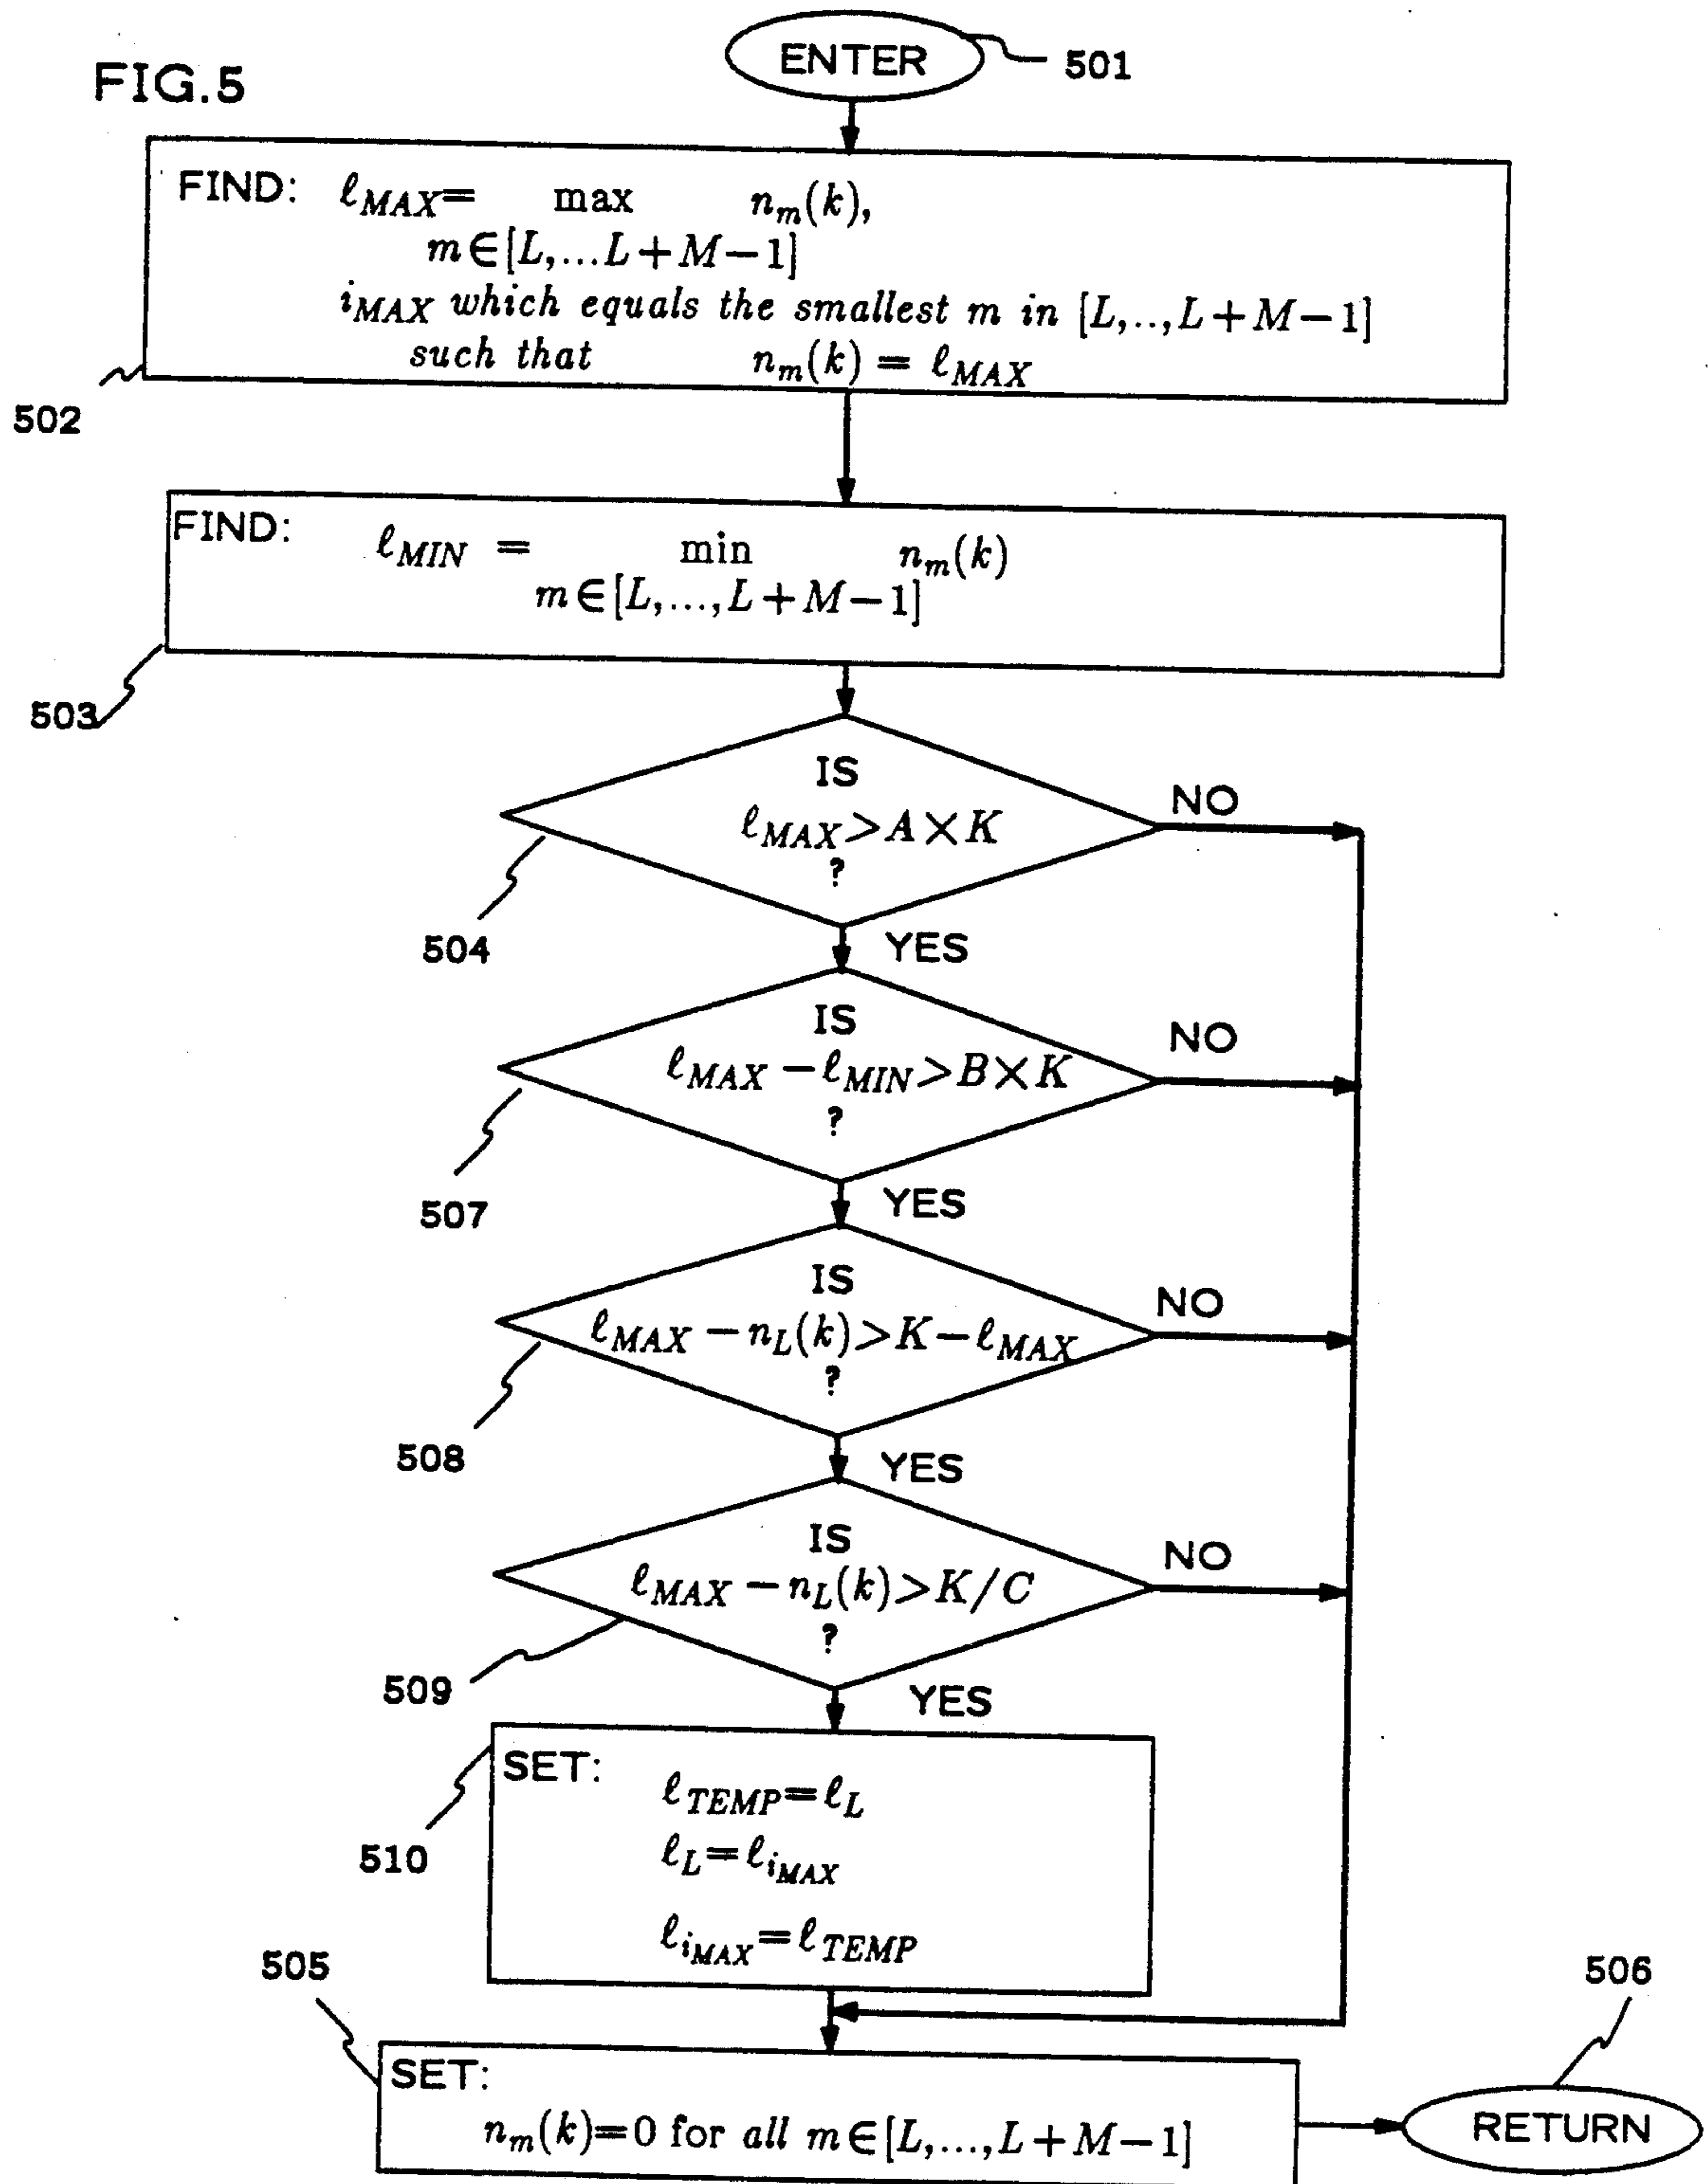 FIG.5
ENTER
501
FIND: ℓMAX= max nm(k),
m∈[L,...L+M−1]
iMAX which equals the smallest m in [L,..,L+M−1]
such that nm(k) = ℓMAX
502
FIND: ℓMIN = min nm(k)
m∈[L,...,L+M−1]
503
IS
ℓMAX>A×K
?
NO
504
YES
IS
ℓMAX−ℓMIN>B×K
?
NO
507
YES
IS
ℓMAX−nL(k)>K−ℓMAX
?
NO
508
YES
IS
ℓMAX−nL(k)>K/C
?
NO
509
YES
SET:
ℓTEMP=ℓL
ℓL=ℓiMAX
ℓiMAX=ℓTEMP
510
505
506
SET:
nm(k)=0 for all m∈[L,...,L+M−1]
RETURN